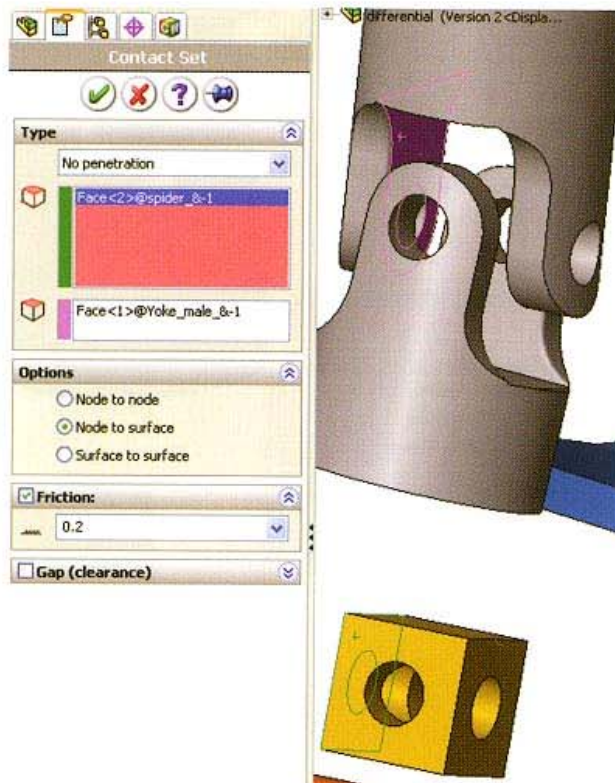 differential (Version 2<Displa...
Contact Set
Type
No penetration
Face<2>@spider_&-1
Face<1>@Yoke_male_&-1
Options
Node to node
Node to surface
Surface to surface
Friction:
0.2
Gap (clearance)